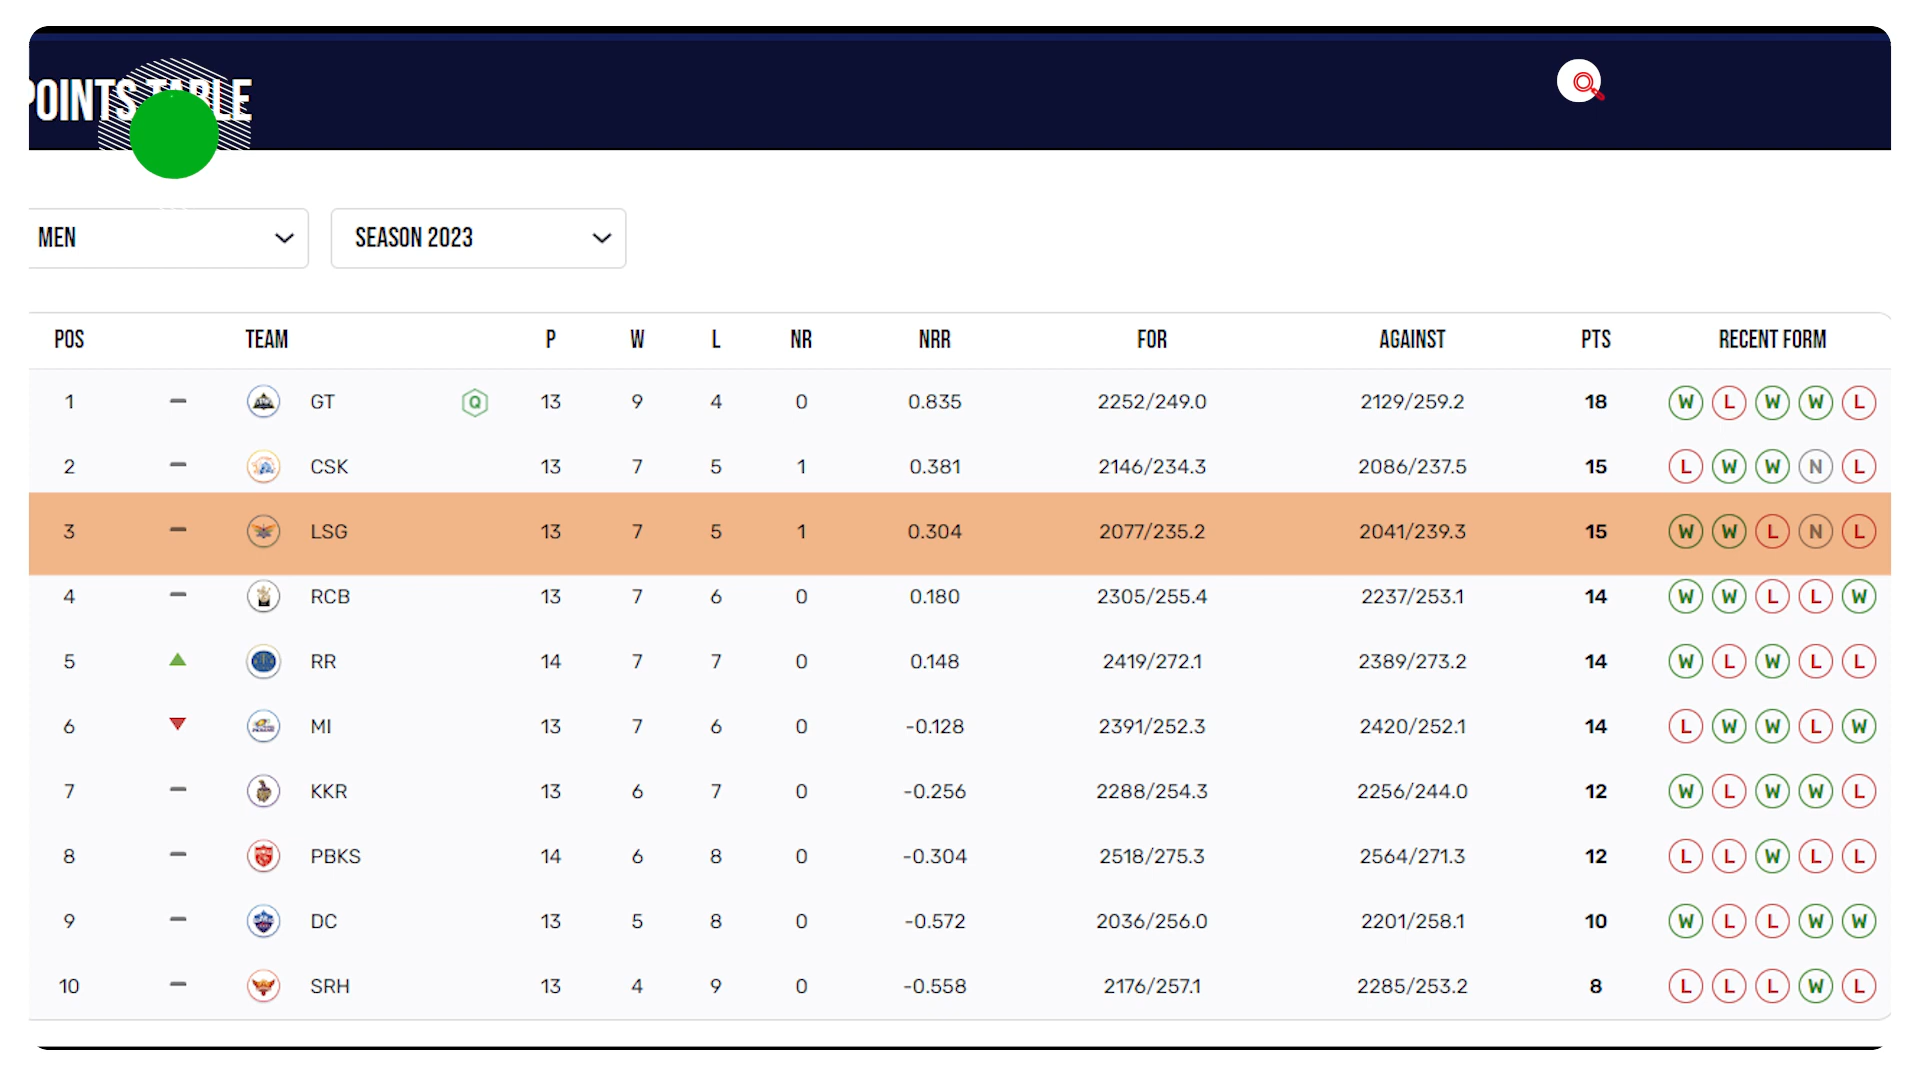 POINTS TABLE
MEN SEASON 2023
POS TEAM P W L NR NRR FOR AGAINST PTS RECENT FORM
1 GT Q 13 9 4 0 0.835 2252/249.0 2129/259.2 18 W L W W L
2 CSK 13 7 5 1 0.381 2146/234.3 2086/237.5 15 L W W N L
3 LSG 13 7 5 1 0.304 2077/235.2 2041/239.3 15 W W L N L
4 RCB 13 7 6 0 0.180 2305/255.4 2237/253.1 14 W W L L W
5 RR 14 7 7 0 0.148 2419/272.1 2389/273.2 14 W L W L L
6 MI 13 7 6 0 -0.128 2391/252.3 2420/252.1 14 L W W L W
7 KKR 13 6 7 0 -0.256 2288/254.3 2256/244.0 12 W L W W L
8 PBKS 14 6 8 0 -0.304 2518/275.3 2564/271.3 12 L L W L L
9 DC 13 5 8 0 -0.572 2036/256.0 2201/258.1 10 W L L W W
10 SRH 13 4 9 0 -0.558 2176/257.1 2285/253.2 8 L L L W L